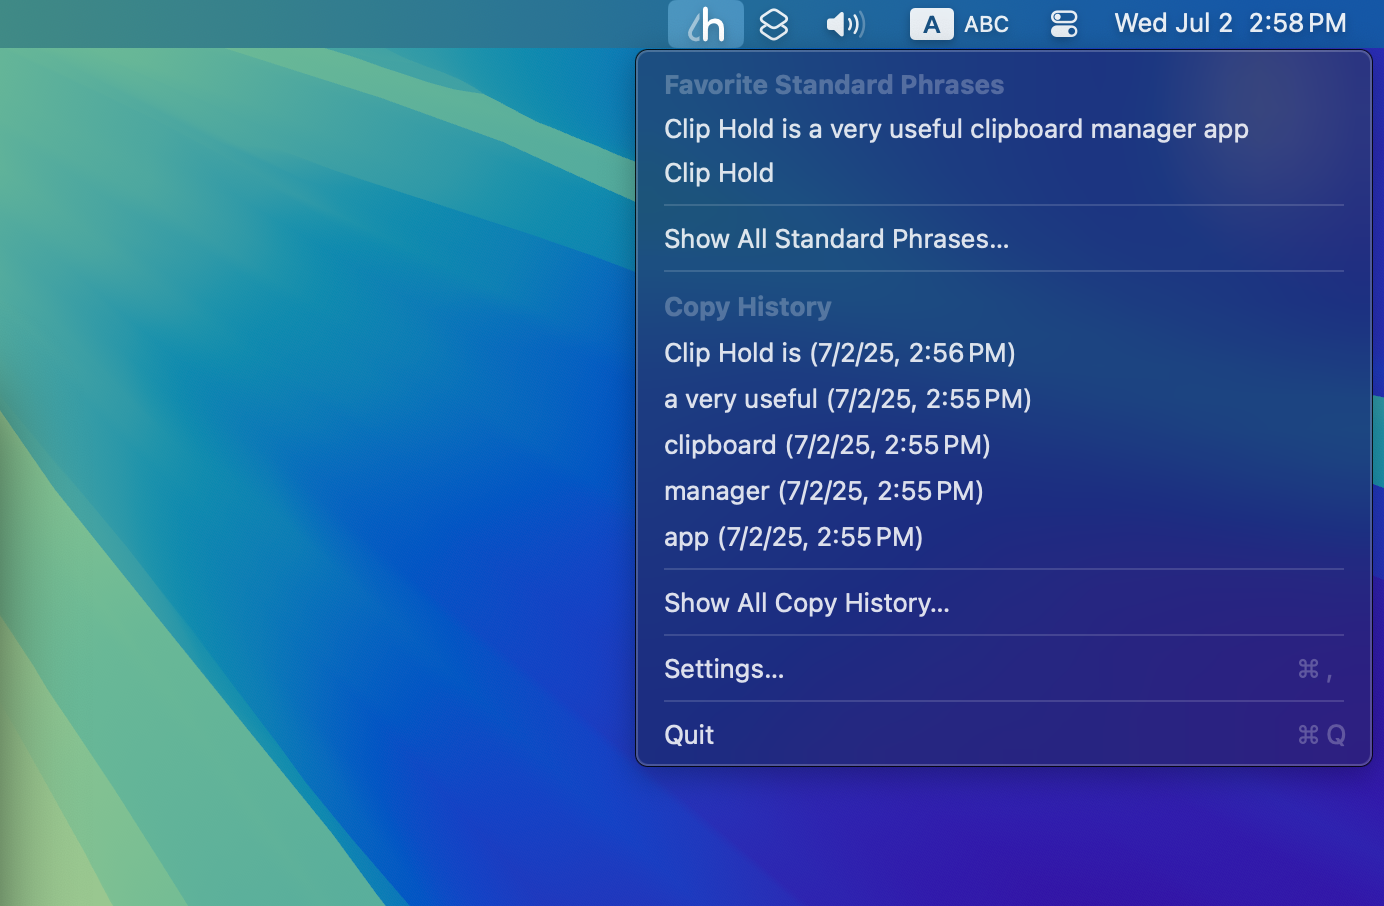 h A ABC Wed Jul 2 2:58 PM
Favorite Standard Phrases
Clip Hold is a very useful clipboard manager app
Clip Hold
Show All Standard Phrases...
Copy History
Clip Hold is (7/2/25, 2:56 PM)
a very useful (7/2/25, 2:55 PM)
clipboard (7/2/25, 2:55 PM)
manager (7/2/25, 2:55 PM)
app (7/2/25, 2:55 PM)
Show All Copy History...
Settings... ⌘ ,
Quit ⌘ Q